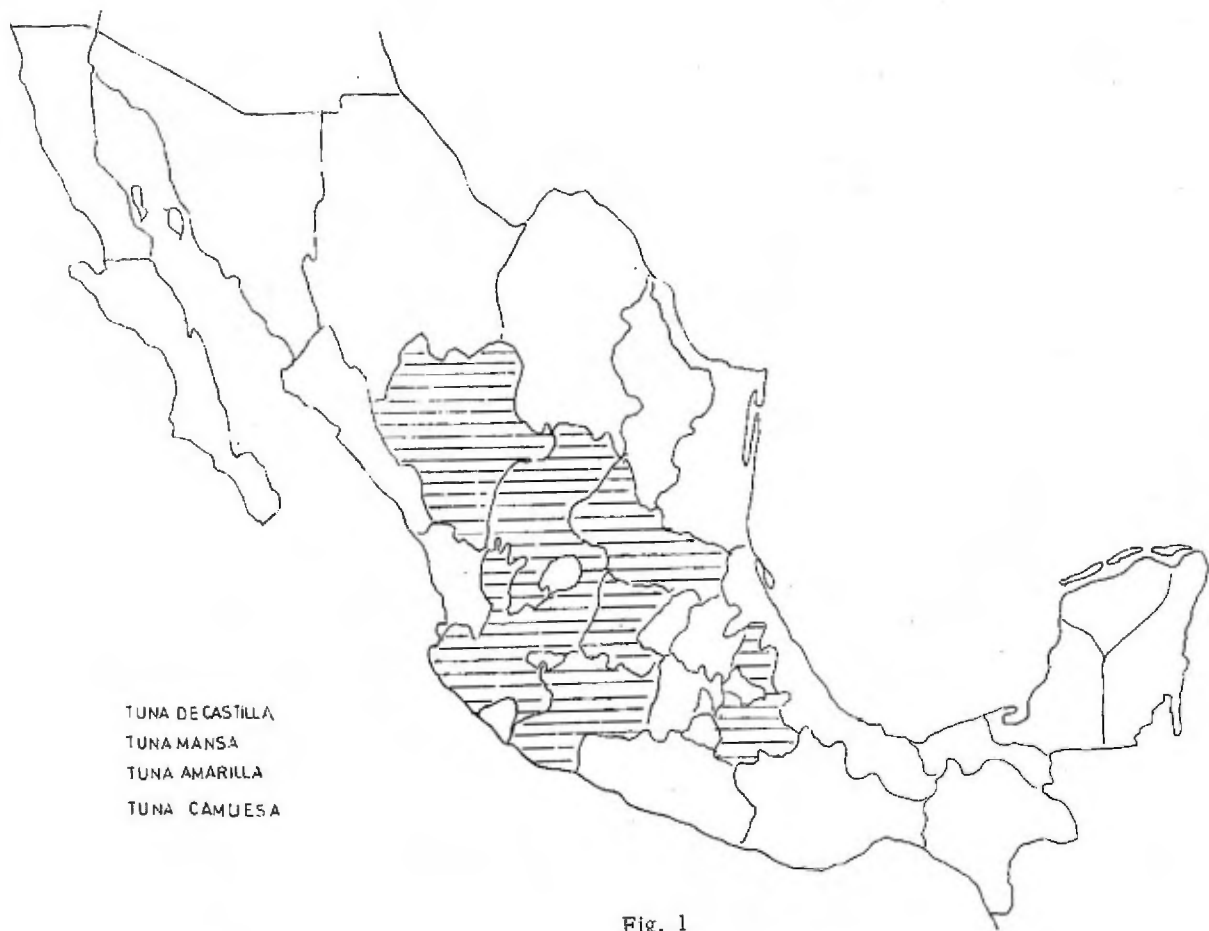 TUNA DE CASTILLA
TUNA MANSA
TUNA AMARILLA
TUNA CAMUESA
Fig. 1